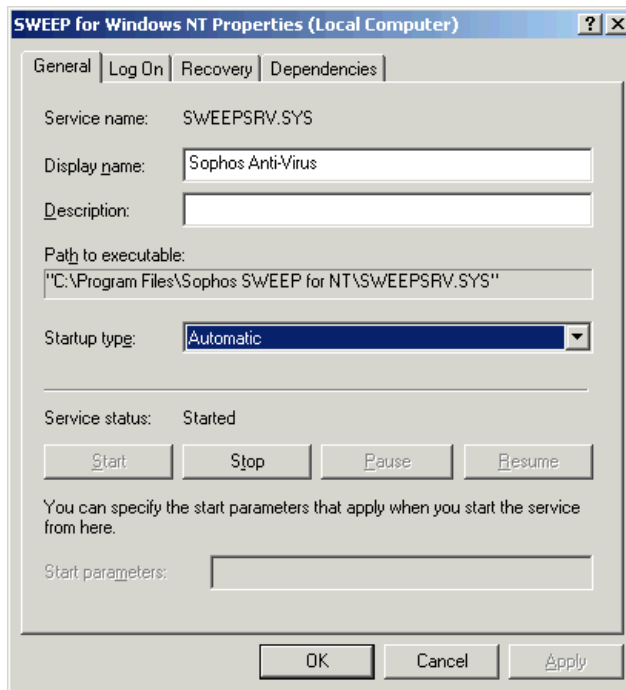 SWEEP for Windows NT Properties (Local Computer)
General Log On Recovery Dependencies
Service name: SWEEPSRV.SYS
Display name: Sophos Anti-Virus
Description:
Path to executable:
"C:\Program Files\Sophos SWEEP for NT\SWEEPSRV.SYS"
Startup type: Automatic
Service status: Started
Start Stop Pause Resume
You can specify the start parameters that apply when you start the service
from here.
Start parameters:
OK Cancel Apply